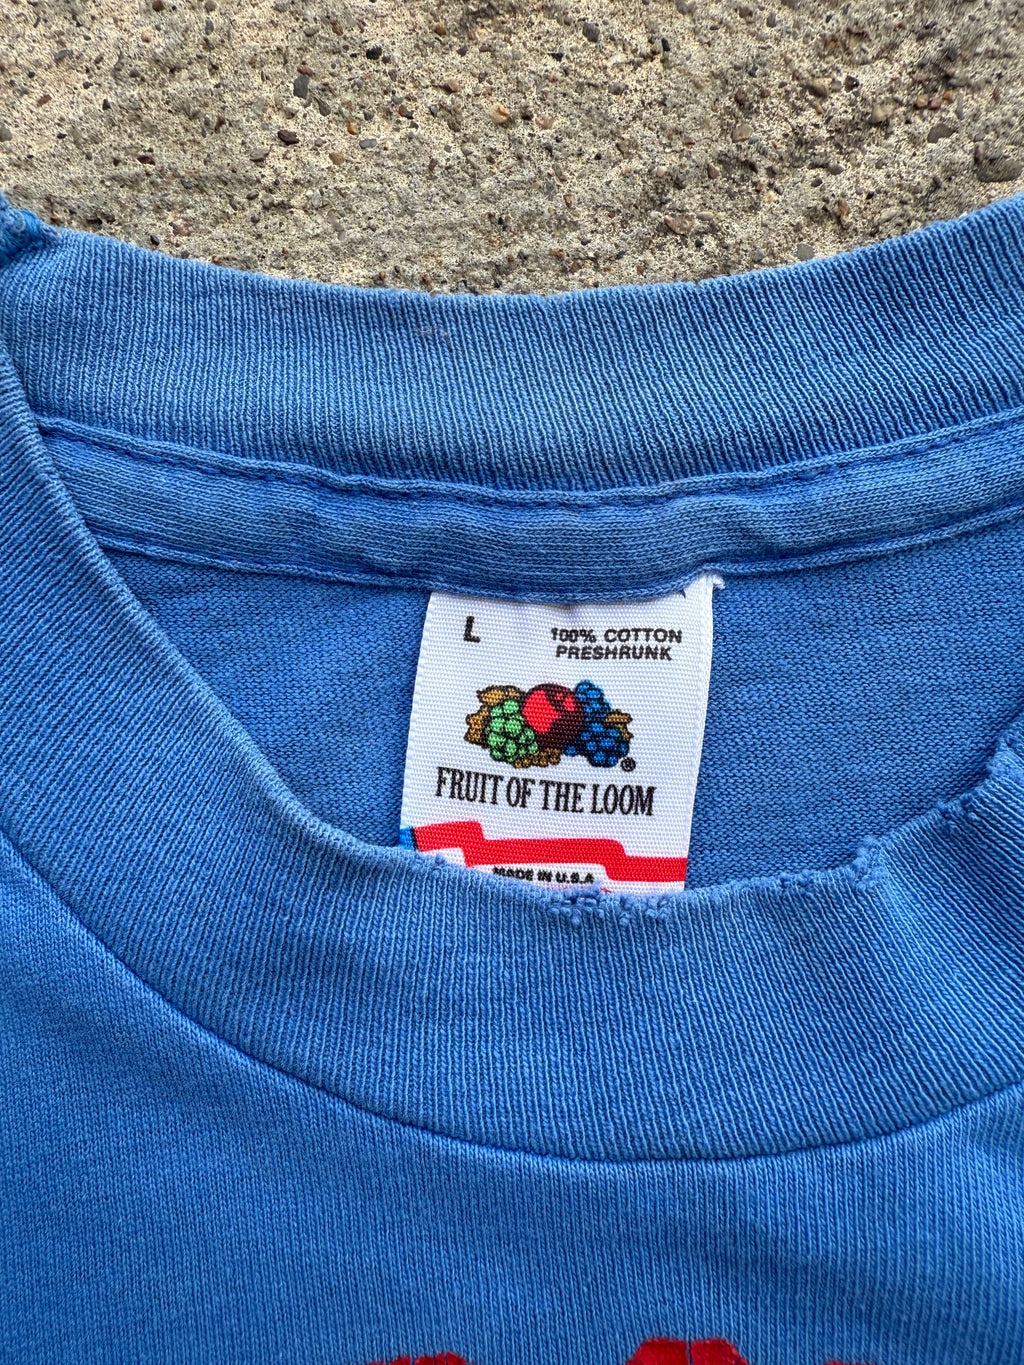 L
100% COTTON
PRESHRUNK
®
FRUIT OF THE LOOM
MADE IN U.S.A